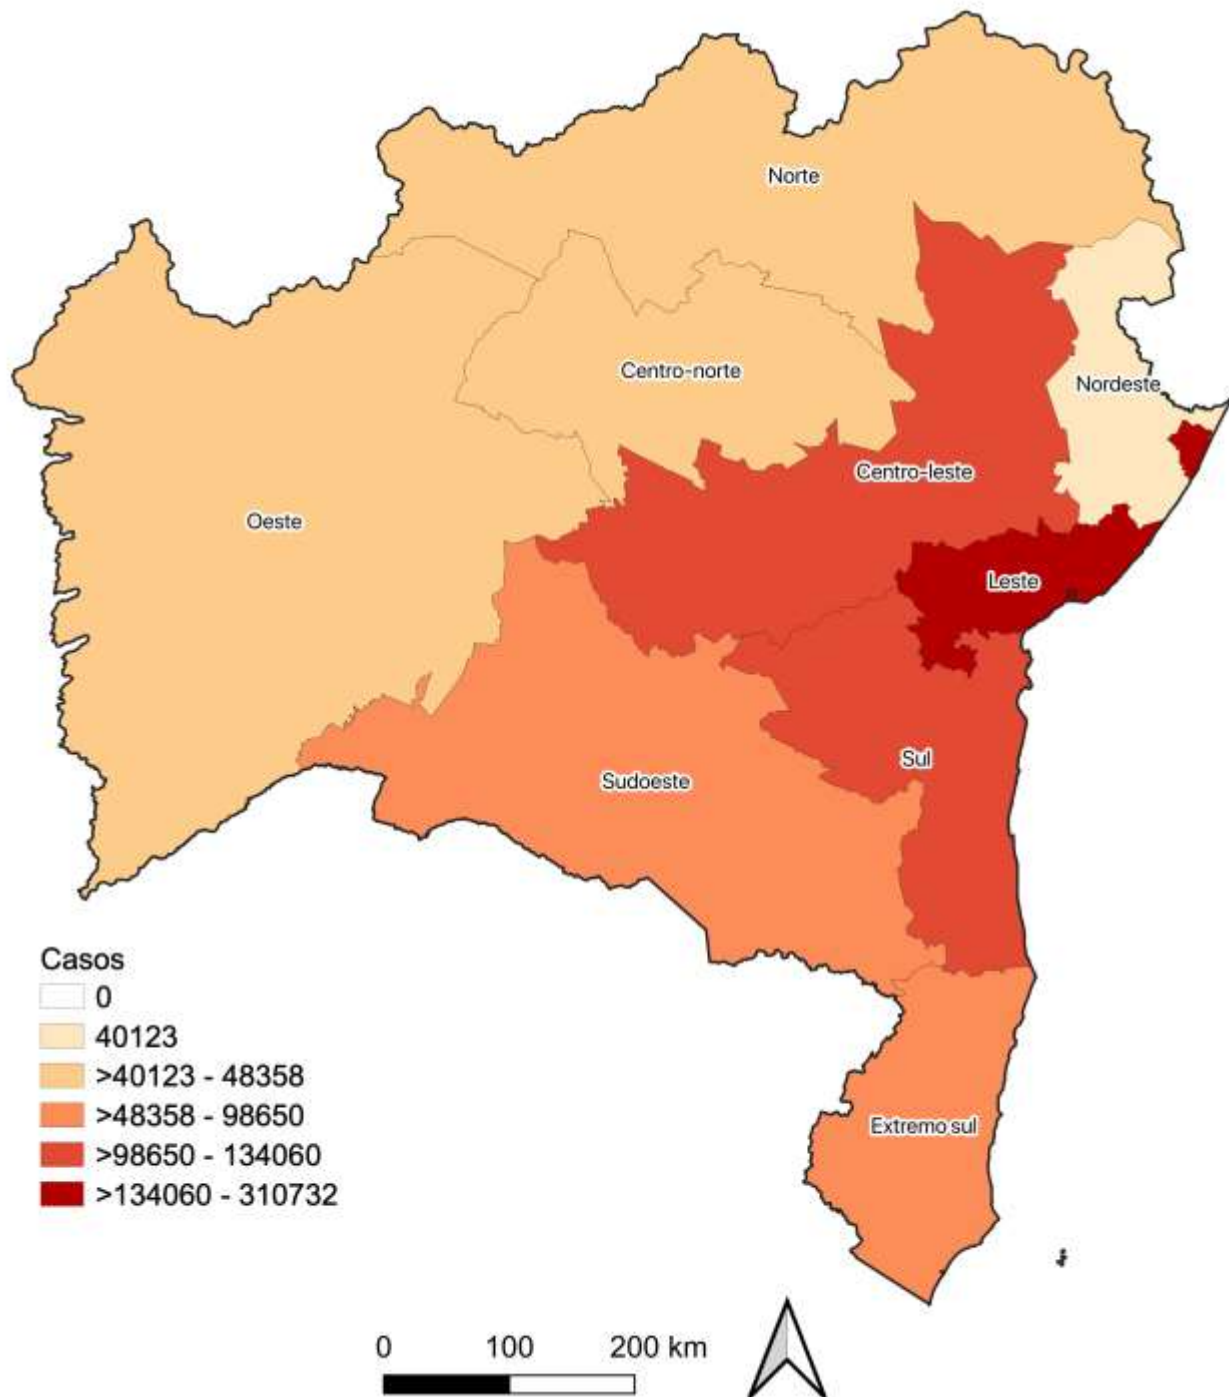 Norte
Centro-norte
Nordeste
Centro-leste
Oeste
Leste
Sul
Sudoeste
Casos
0
40123
>40123 - 48358
>48358 - 98650
>98650 - 134060
>134060 - 310732
Extremo sul
0 100 200 km